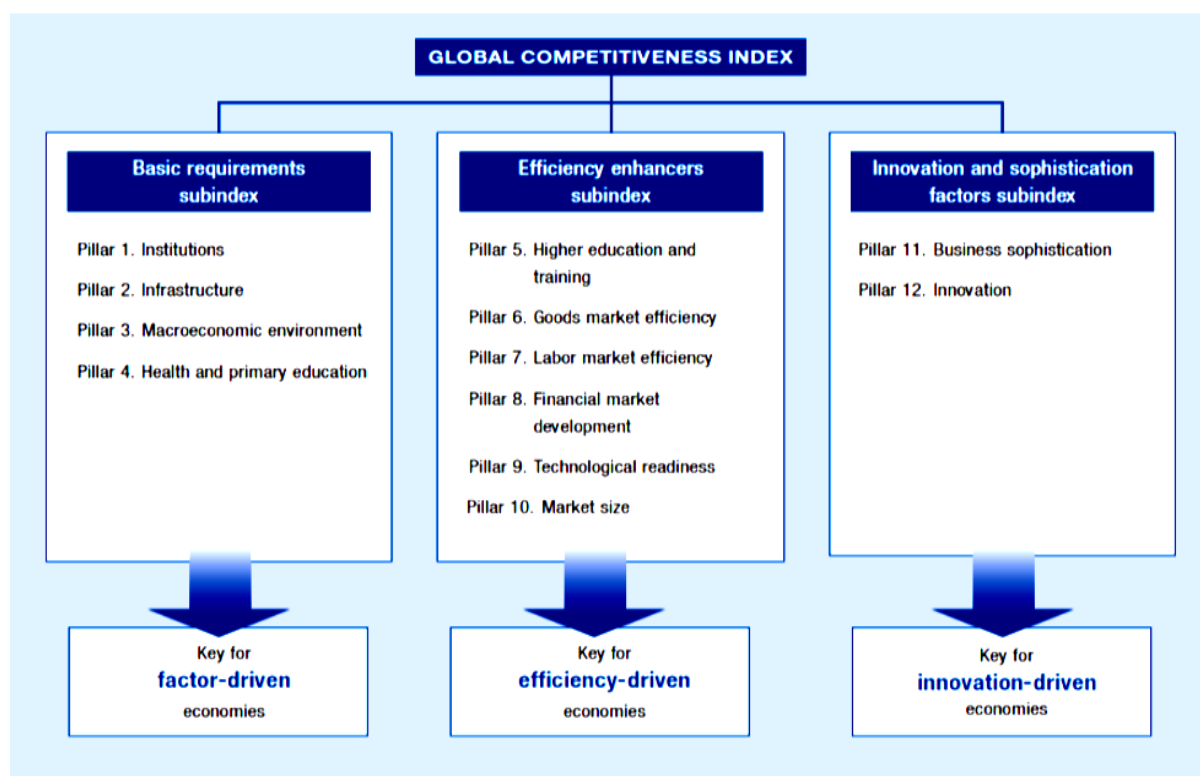 GLOBAL COMPETITIVENESS INDEX
Basic requirements
subindex
Pillar 1. Institutions
Pillar 2. Infrastructure
Pillar 3. Macroeconomic environment
Pillar 4. Health and primary education
Key for
factor-driven
economies
Efficiency enhancers
subindex
Pillar 5. Higher education and
training
Pillar 6. Goods market efficiency
Pillar 7. Labor market efficiency
Pillar 8. Financial market
development
Pillar 9. Technological readiness
Pillar 10. Market size
Key for
efficiency-driven
economies
Innovation and sophistication
factors subindex
Pillar 11. Business sophistication
Pillar 12. Innovation
Key for
innovation-driven
economies